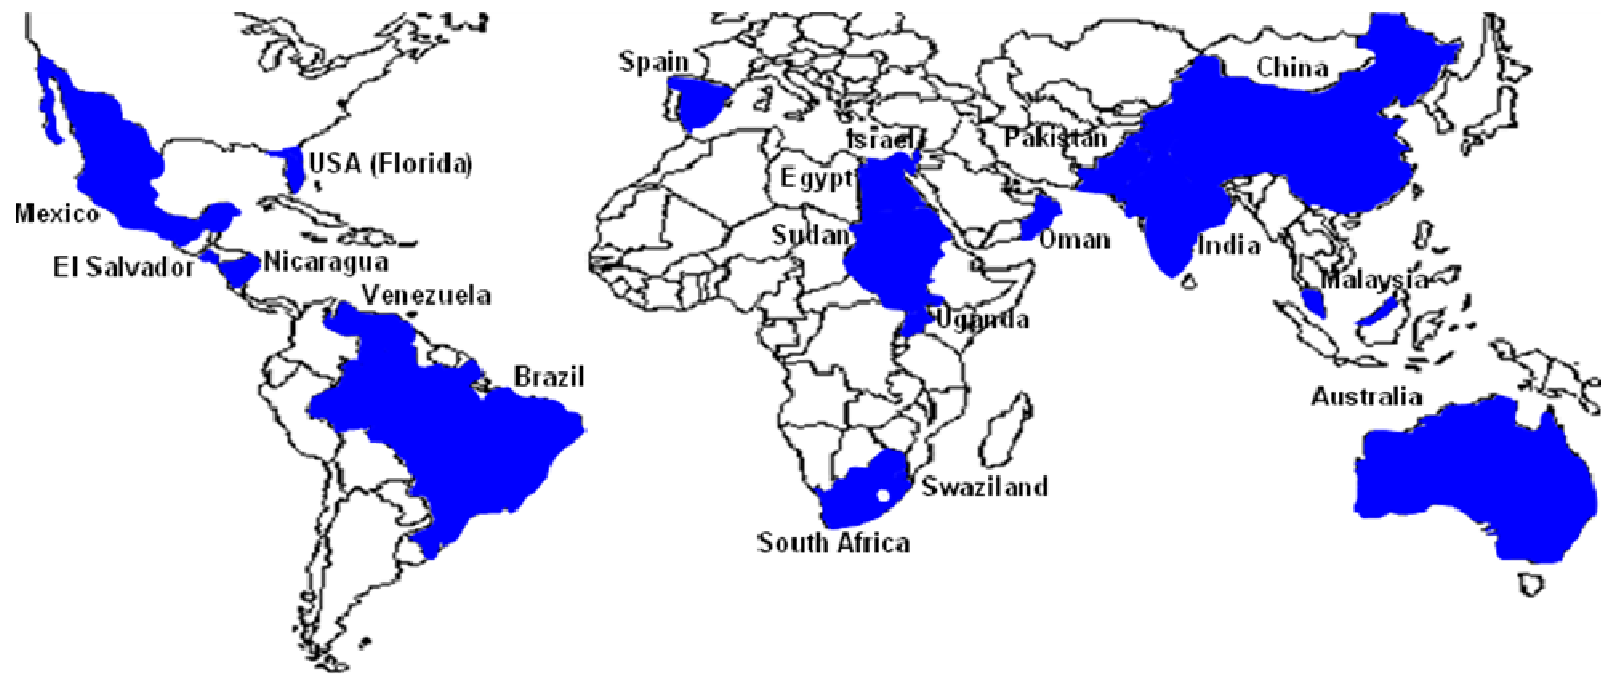 Spain
China
Israel
Pakistan
USA (Florida)
Egypt
Mexico
Sudan
Oman
India
El Salvador
Nicaragua
Malaysia
Venezuela
Uganda
Brazil
Australia
Swaziland
South Africa